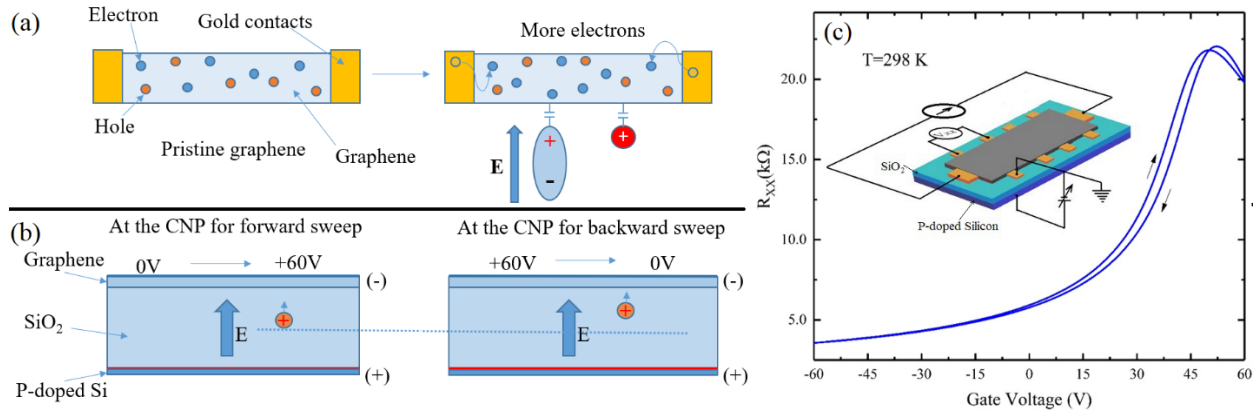 (a)
Electron
Gold contacts
More electrons
Hole
Pristine graphene
Graphene
E
+
-
+
(b)
At the CNP for forward sweep
At the CNP for backward sweep
Graphene
0V
+60V
(-)
+60V
0V
(-)
SiO2
+
E
+
E
P-doped Si
(+)
(+)
(c)
T=298 K
SiO2
P-doped Silicon
RXX(kΩ)
20.0
15.0
10.0
5.0
-60
-45
-30
-15
0
15
30
45
60
Gate Voltage (V)